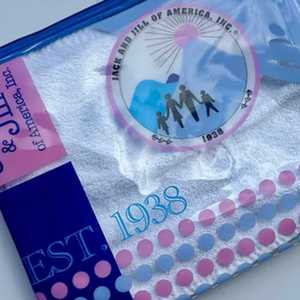 JACK AND JILL OF AMERICA, INC.
1938
& JILL
of America, Inc.
EST. 1938